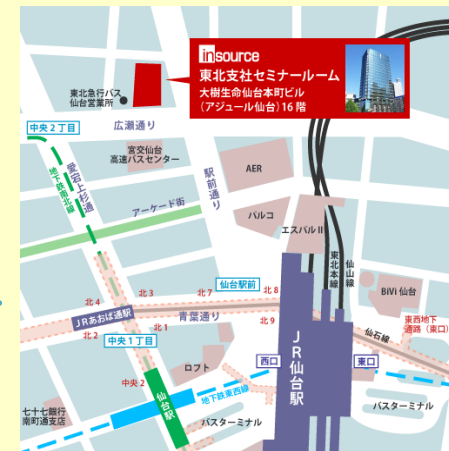 insource
東北支社セミナールーム
大樹生命仙台本町ビル
(アジュール仙台)16階
東北急行バス
仙台営業所
中央2丁目
広瀬通り
愛宕上杉通
地下鉄南北線
宮交仙台
高速バスセンター
駅前通り
AER
アーケード街
パルコ
エスパルⅡ
東北本線
仙山線
北4
北3
北7
仙台駅前
北8
BiVi 仙台
JRあおば通駅
青葉通り
北2
北1
北9
東西地下
通路(東口)
仙石線
中央1丁目
JR仙台駅
西口
東口
ロフト
中央2
仙台駅
地下鉄東西線
七十七銀行
南町通支店
バスターミナル
バスターミナル